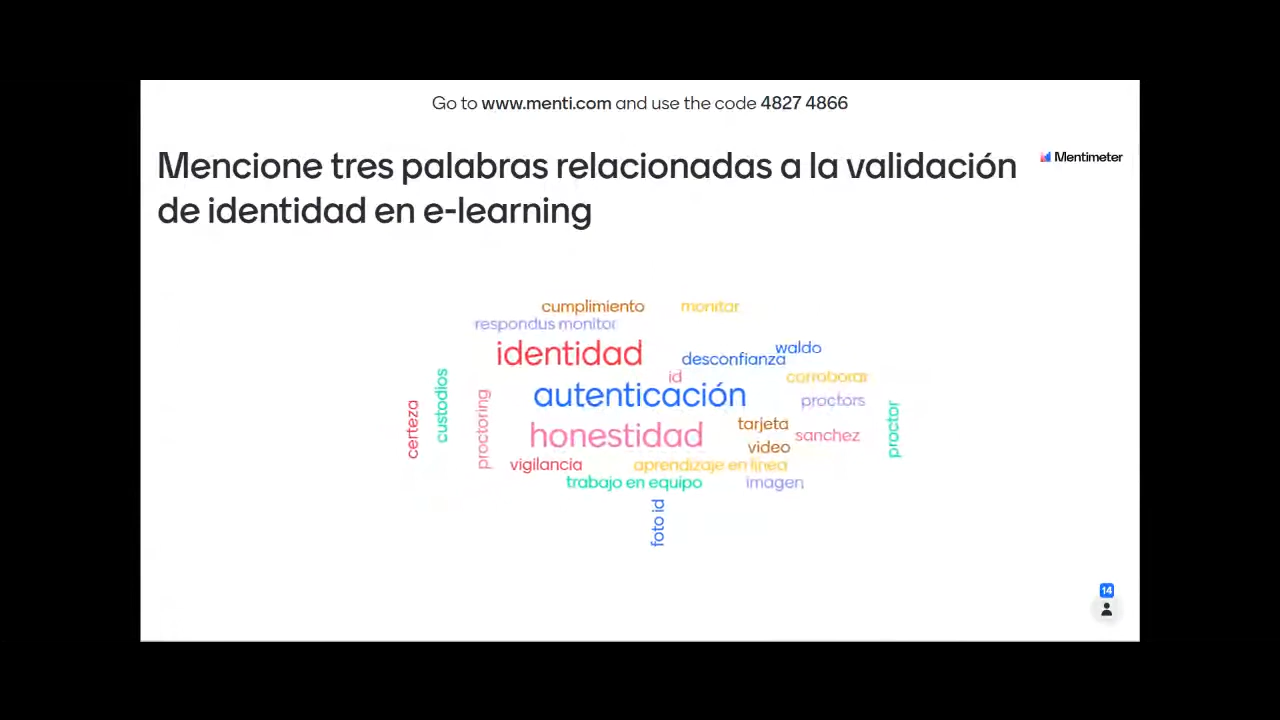 Go to www.menti.com and use the code 4827 4866
Mencione tres palabras relacionadas a la validación
de identidad en e-learning
Mentimeter
cumplimiento
monitar
respondus monitor
identidad
desconfianza
waldo
id
corroborar
autenticación
proctors
custodios
certeza
proctoring
proctor
tarjeta
honestidad
sanchez
video
vigilancia
aprendizaje en linea
trabajo en equipo
imagen
foto id
14